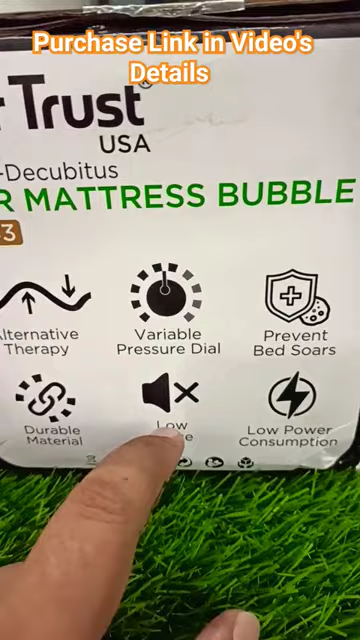 Purchase Link in Video's
Details
r Trust®
USA
-Decubitus
R MATTRESS BUBBLE
3
Alternative
Therapy
Variable
Pressure Dial
Prevent
Bed Soars
Durable
Material
Low
Low Power
Consumption